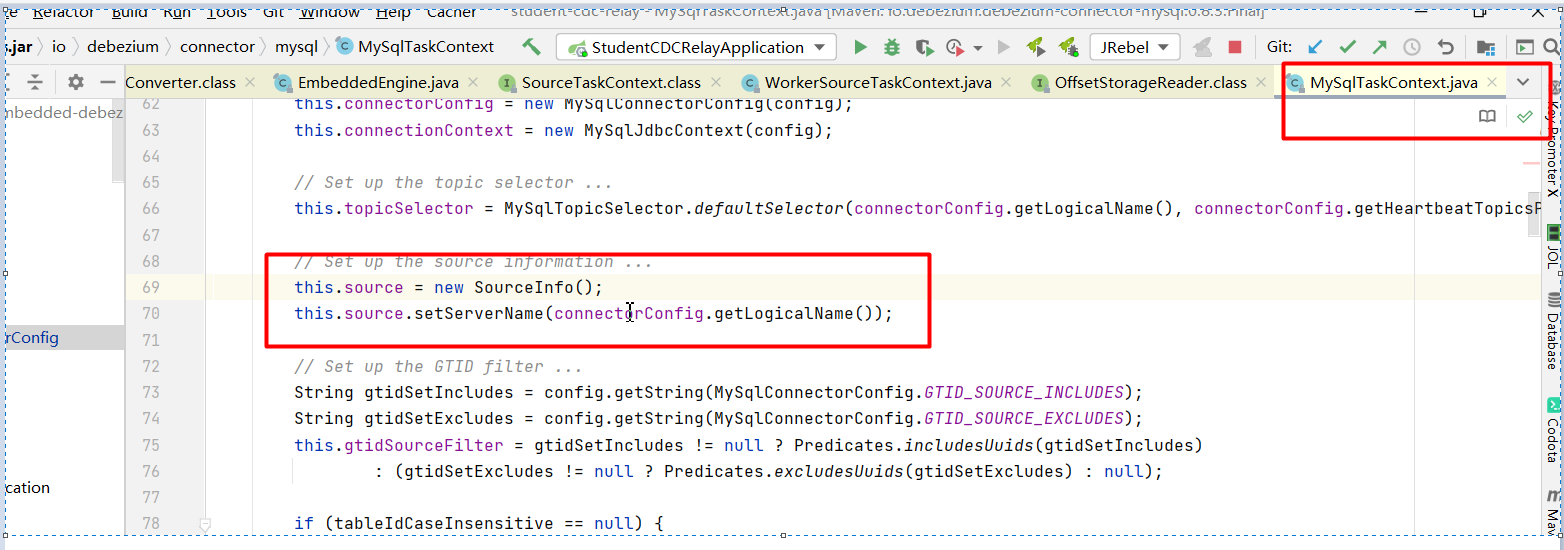 Refactor Build Run Tools Git Window Help Cacher student-cdc-relay - MySqlTaskContext.java [Maven: io.debezium:debezium-connector-mysql:0.8.3.Final]
s.jar io debezium connector mysql MySqlTaskContext StudentCDCRelayApplication JRebel Git:
Converter.class EmbeddedEngine.java SourceTaskContext.class WorkerSourceTaskContext.java OffsetStorageReader.class MySqlTaskContext.java
mbedded-debez
rConfig
cation
62 this.connectorConfig = new MySqlConnectorConfig(config);
63 this.connectionContext = new MySqlJdbcContext(config);
64
65 // Set up the topic selector ...
66 this.topicSelector = MySqlTopicSelector.defaultSelector(connectorConfig.getLogicalName(), connectorConfig.getHeartbeatTopicsP
67
68 // Set up the source information ...
69 this.source = new SourceInfo();
70 this.source.setServerName(connectorConfig.getLogicalName());
71
72 // Set up the GTID filter ...
73 String gtidSetIncludes = config.getString(MySqlConnectorConfig.GTID_SOURCE_INCLUDES);
74 String gtidSetExcludes = config.getString(MySqlConnectorConfig.GTID_SOURCE_EXCLUDES);
75 this.gtidSourceFilter = gtidSetIncludes != null ? Predicates.includesUuids(gtidSetIncludes)
76 : (gtidSetExcludes != null ? Predicates.excludesUuids(gtidSetExcludes) : null);
77
78 if (tableIdCaseInsensitive == null) {
Key Promoter X
JOL
Database
Codota
Mav